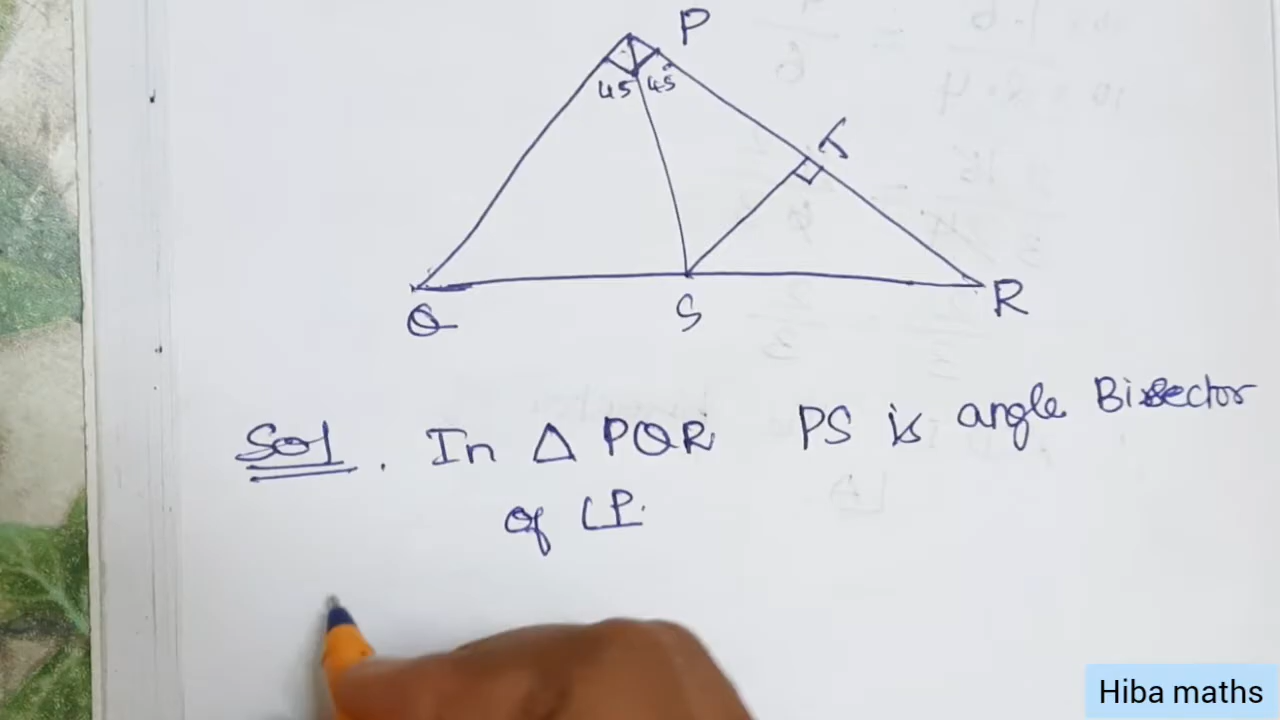 P
45 45
Q
S
R
Sol. In Δ PQR PS is angle Bisector
of ∠P.
Hiba maths